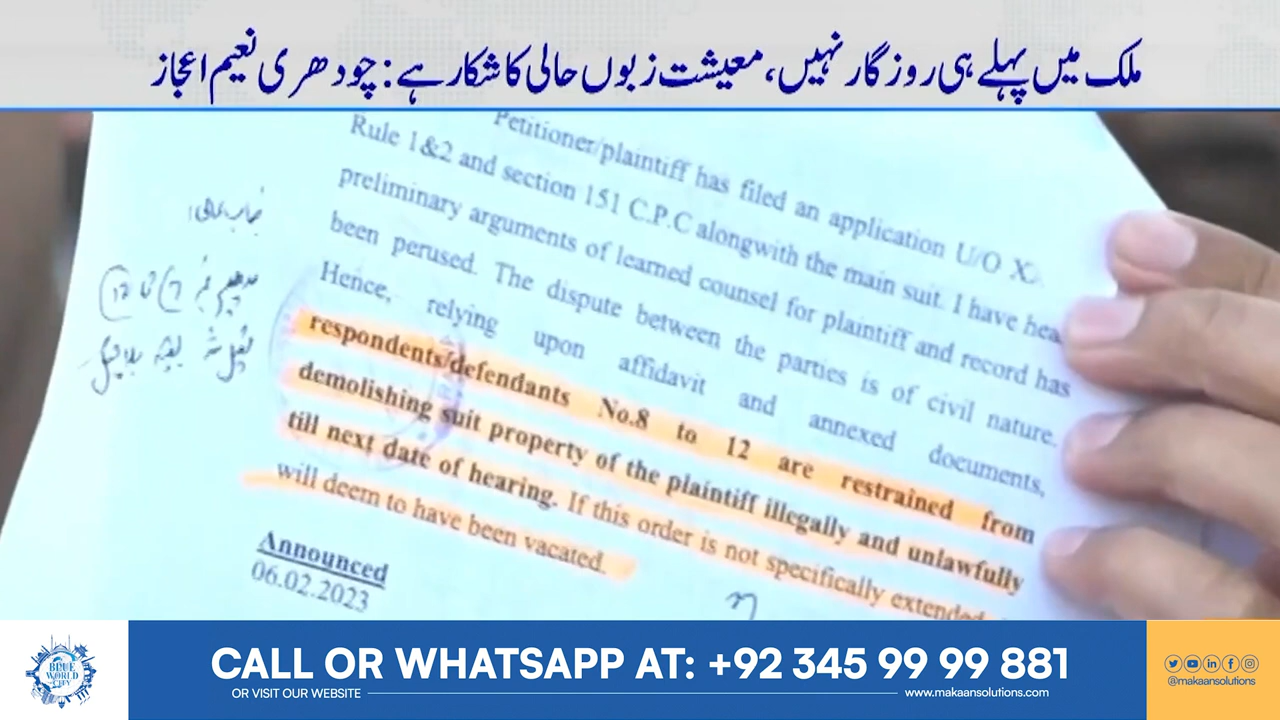 ملک میں پہلے ہی روزگار نہیں، معیشت زبوں حالی کا شکار ہے: چودھری نعیم اعجاز
Petitioner/plaintiff has filed an application U/O
Rule 1&2 and section 151 C.P.C alongwith the main suit. I have hea
preliminary arguments of learned counsel for plaintiff and record has
been perused. The dispute between the parties is of civil nature.
Hence, relying upon affidavit and annexed documents,
respondents/defendants No.8 to 12 are restrained from
demolishing suit property of the plaintiff illegally and unlawfully
till next date of hearing. If this order is not specifically extended
will deem to have been vacated.
Announced
06.02.2023
BLUE WORLD CITY
CALL OR WHATSAPP AT: +92 345 99 99 881
OR VISIT OUR WEBSITE www.makaansolutions.com
@makaansolutions